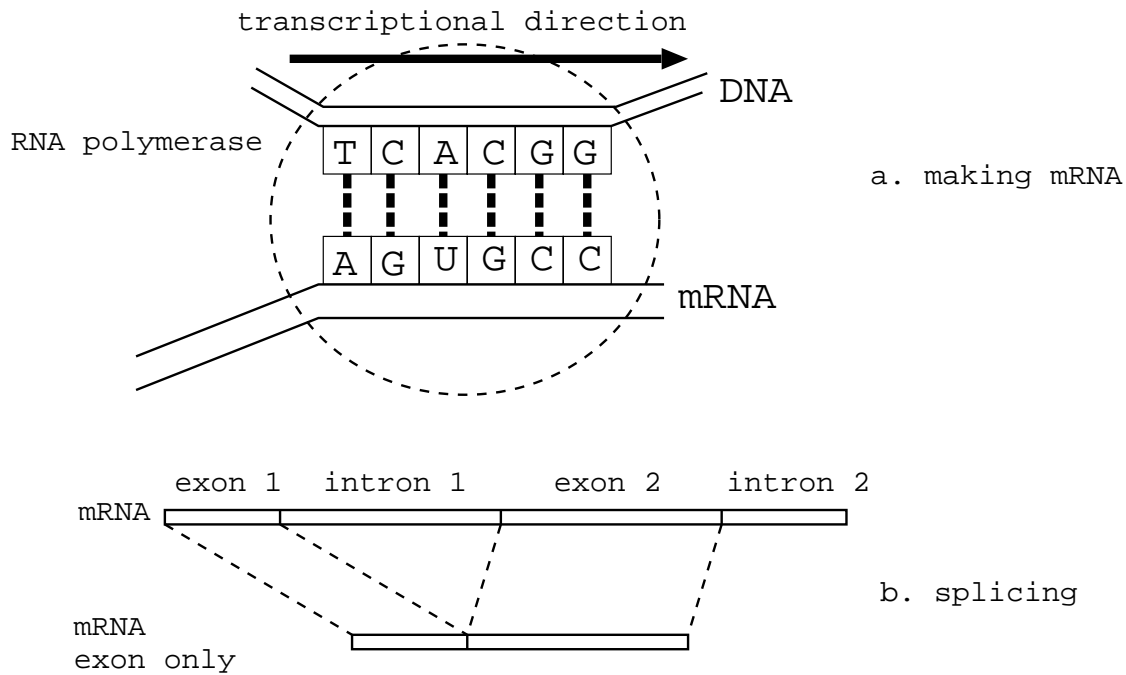 transcriptional direction
DNA
RNA polymerase
T C A C G G
a. making mRNA
A G U G C C
mRNA
exon 1 intron 1 exon 2 intron 2
mRNA
b. splicing
mRNA
exon only